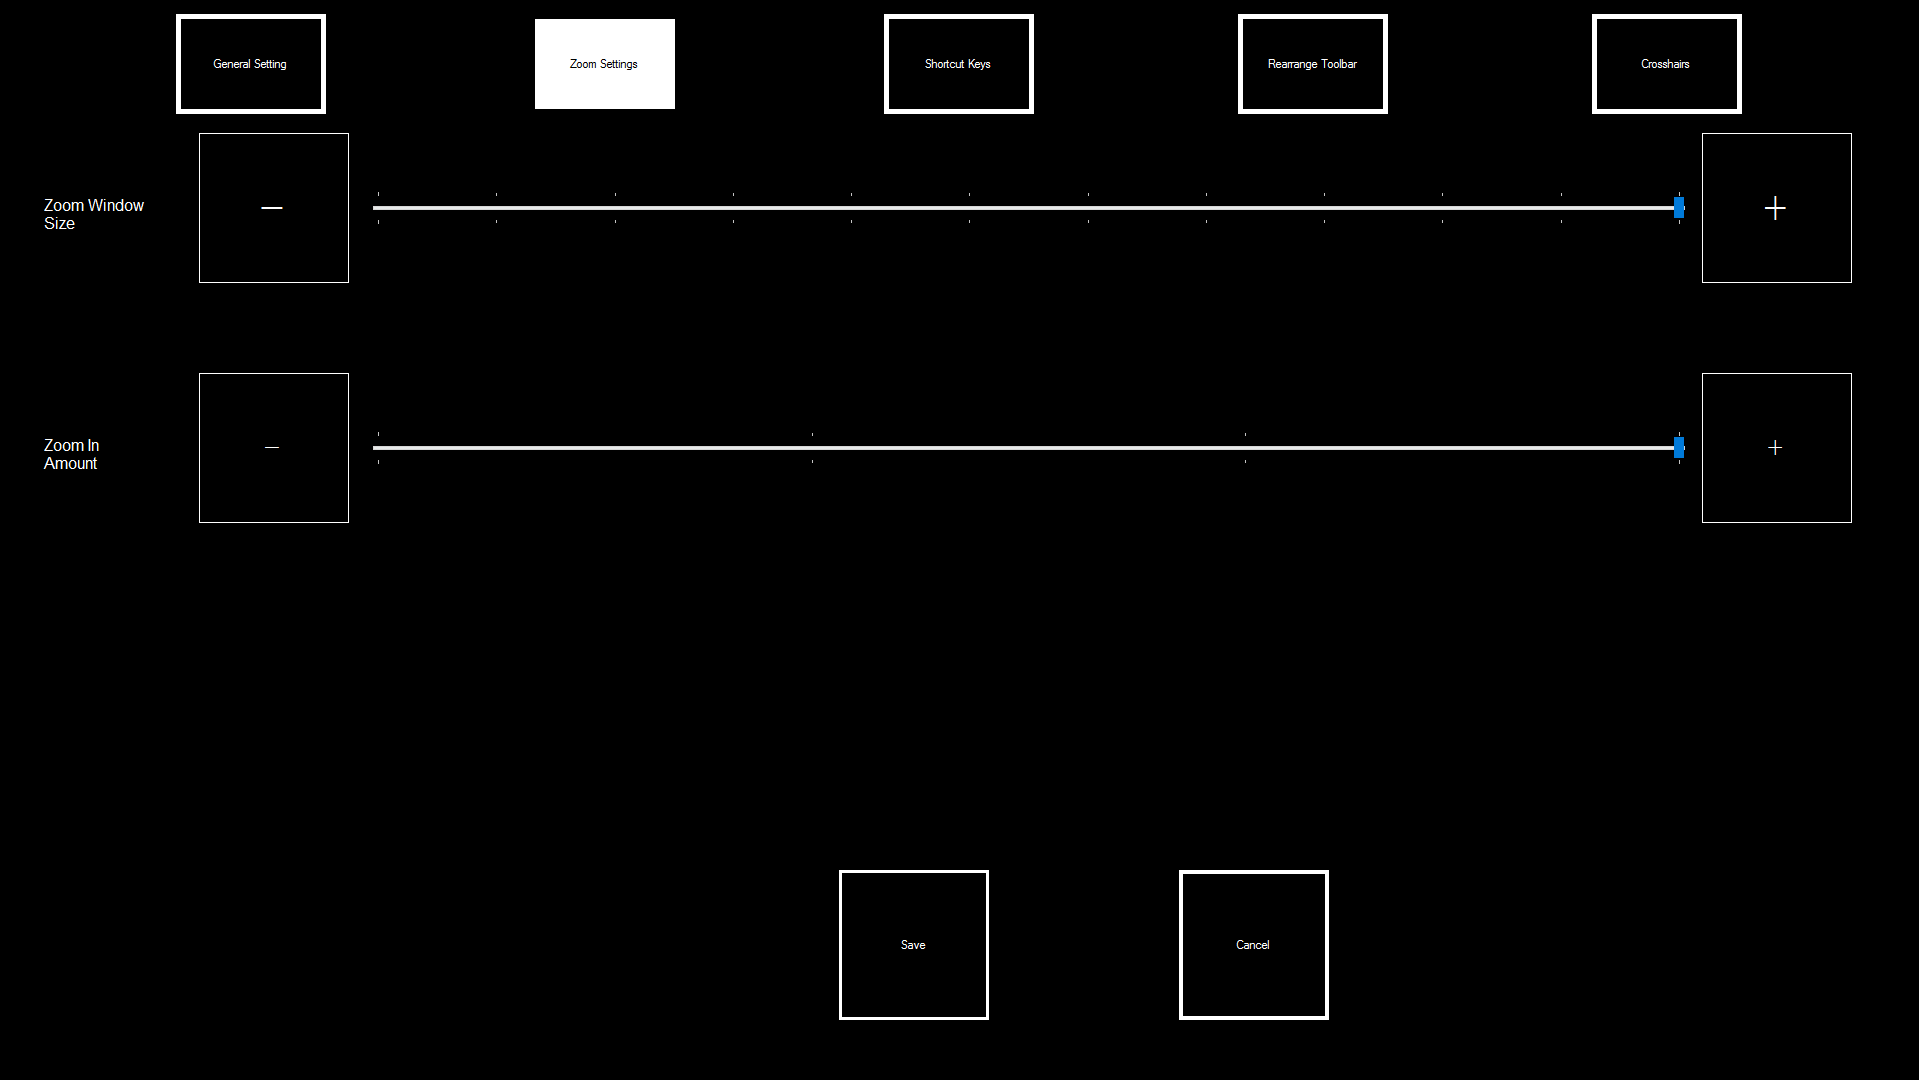 General Setting
Zoom Settings
Shortcut Keys
Rearrange Toolbar
Crosshairs
Zoom Window
Size
−
+
Zoom In
Amount
−
+
Save
Cancel